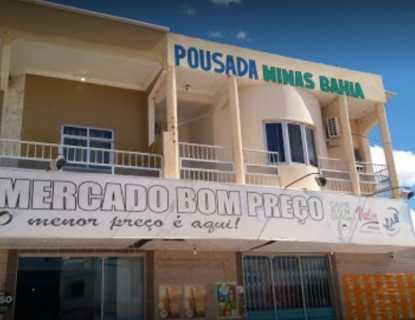 POUSADA MINAS BAHIA
MERCADO BOM PREÇO
O menor preço é aqui!